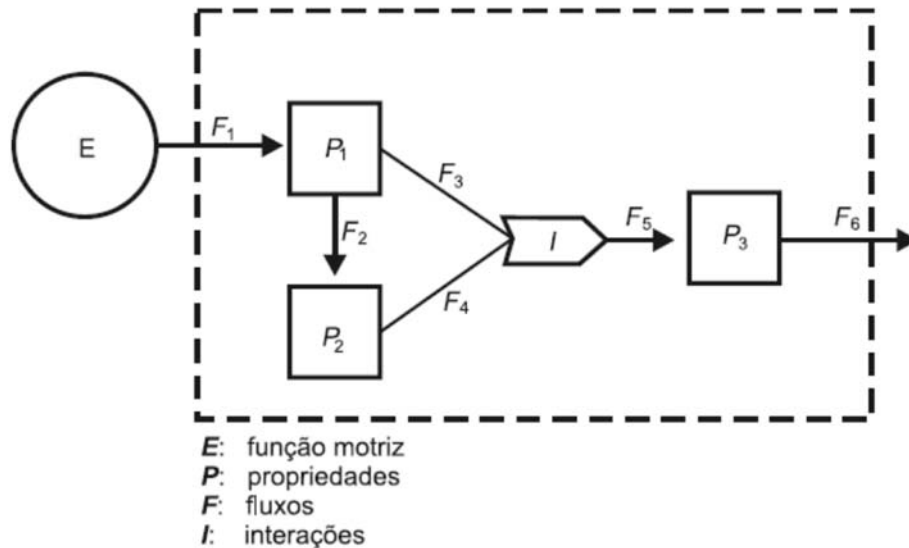 E
F₁
P₁
F₃
F₂
I
F₅
P₃
F₆
F₄
P₂
E: função motriz
P: propriedades
F: fluxos
I: interações